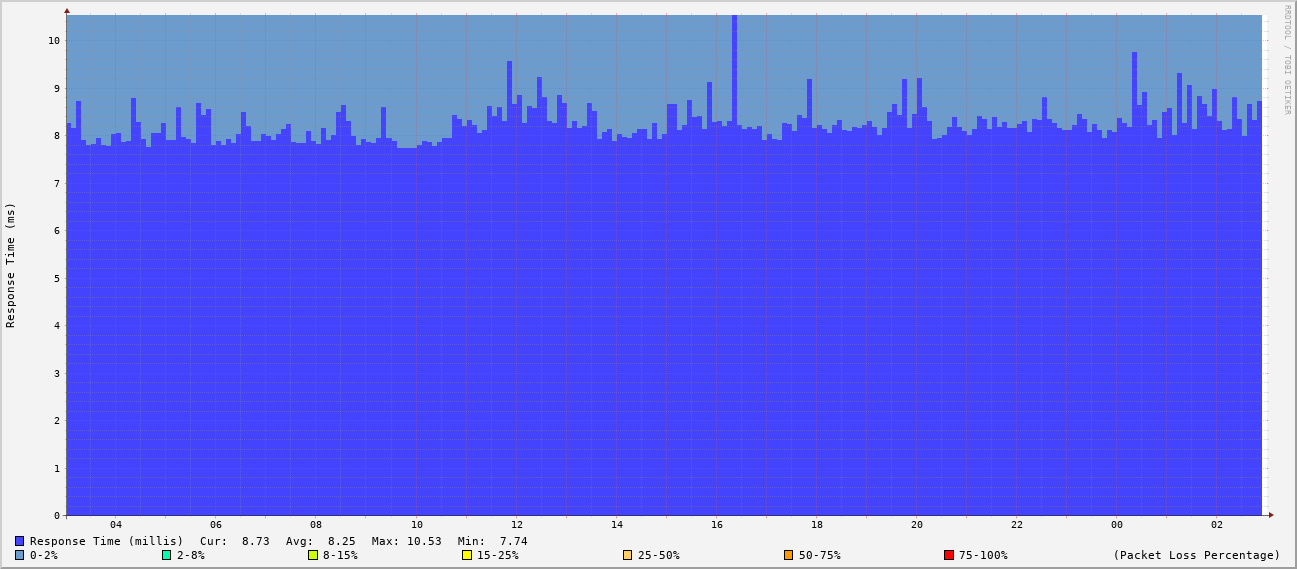 RRDTOOL / TOBI OETIKER
Response Time (ms)
10
9
8
7
6
5
4
3
2
1
0
04 06 08 10 12 14 16 18 20 22 00 02
Response Time (millis) Cur: 8.73 Avg: 8.25 Max: 10.53 Min: 7.74
0-2% 2-8% 8-15% 15-25% 25-50% 50-75% 75-100% (Packet Loss Percentage)